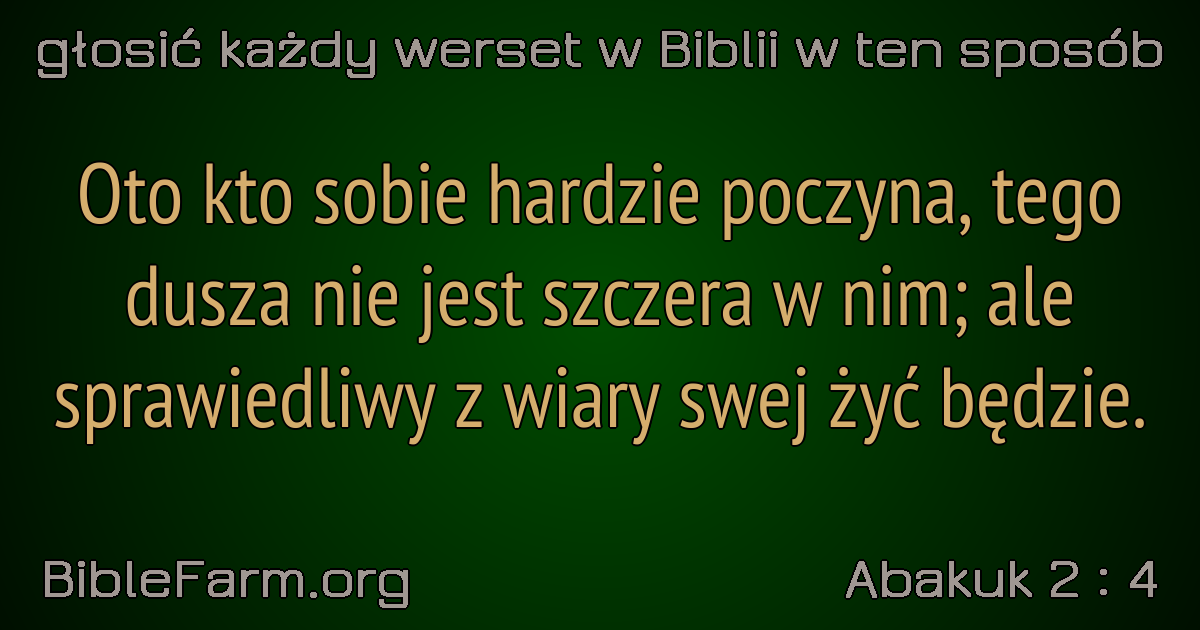 głosić każdy werset w Biblii w ten sposób
Oto kto sobie hardzie poczyna, tego
dusza nie jest szczera w nim; ale
sprawiedliwy z wiary swej żyć będzie.
BibleFarm.org
Abakuk 2 : 4